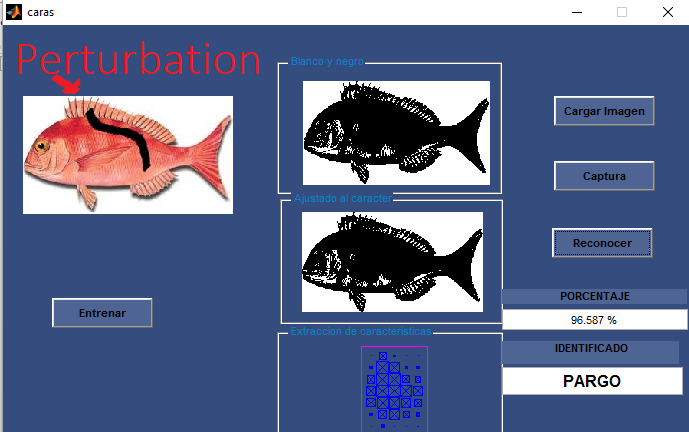 caras
Perturbation
Blanco y negro
Cargar Imagen
Captura
Ajustado al caracter
Reconocer
PORCENTAJE
96.587 %
Entrenar
Extraccion de caracteristicas
IDENTIFICADO
PARGO